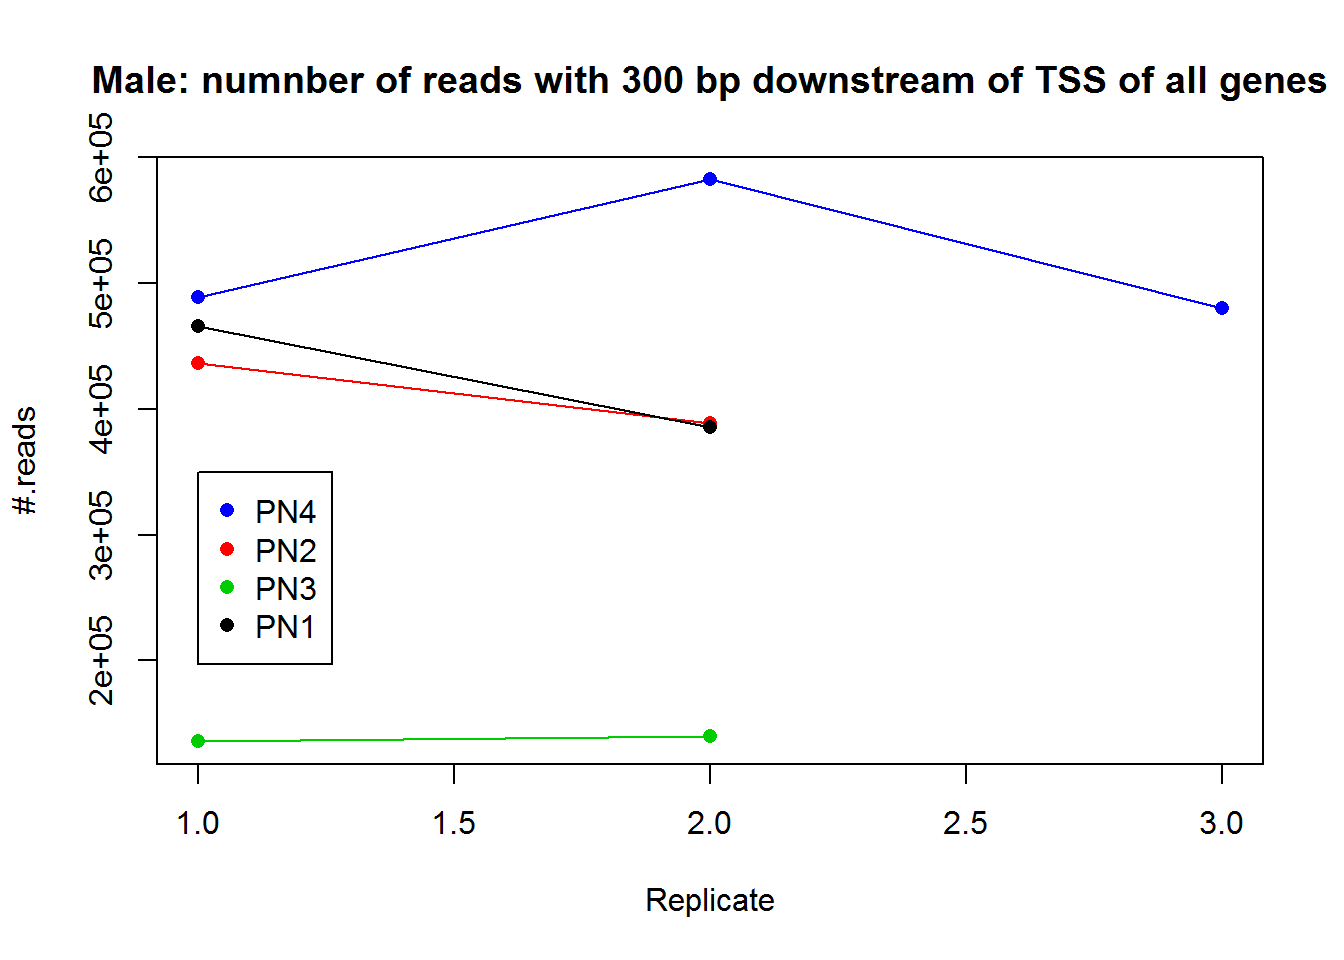 Male: numnber of reads with 300 bp downstream of TSS of all genes
6e+05
5e+05
4e+05
3e+05
2e+05
#.reads
PN4
PN2
PN3
PN1
1.0 1.5 2.0 2.5 3.0
Replicate